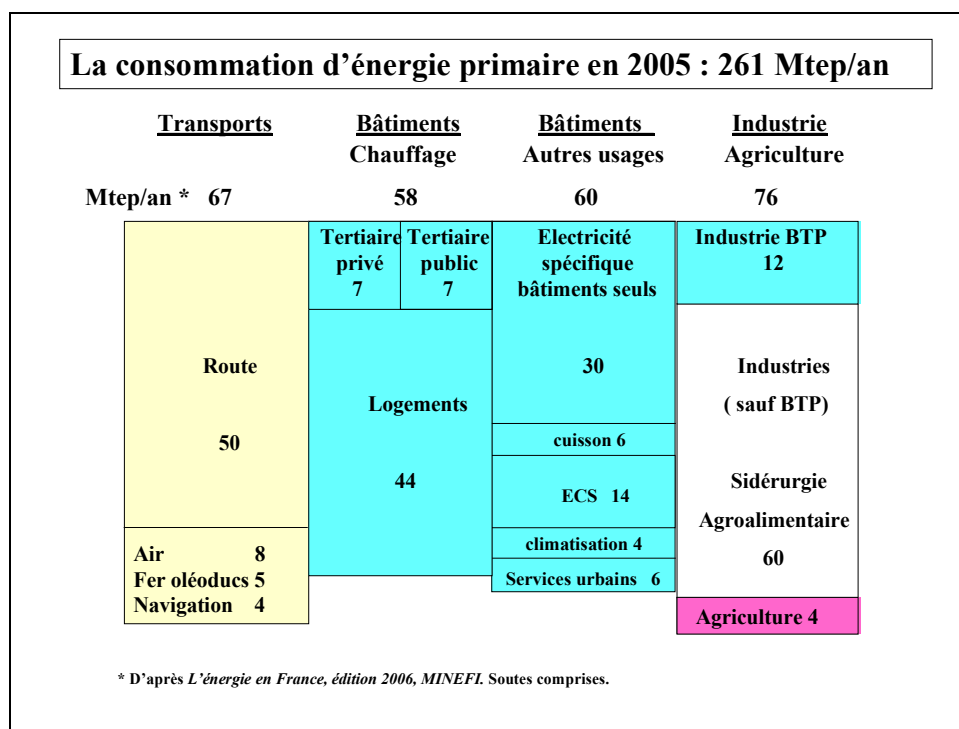 La consommation d'énergie primaire en 2005 : 261 Mtep/an
Transports
Bâtiments
Chauffage
Bâtiments
Autres usages
Industrie
Agriculture
Mtep/an * 67
58
60
76
Route
50
Air 8
Fer oléoducs 5
Navigation 4
Tertiaire
privé
7
Tertiaire
public
7
Logements
44
Electricité
spécifique
bâtiments seuls
30
cuisson 6
ECS 14
climatisation 4
Services urbains 6
Industrie BTP
12
Industries
( sauf BTP)
Sidérurgie
Agroalimentaire
60
Agriculture 4
* D'après L'énergie en France, édition 2006, MINEFI. Soutes comprises.